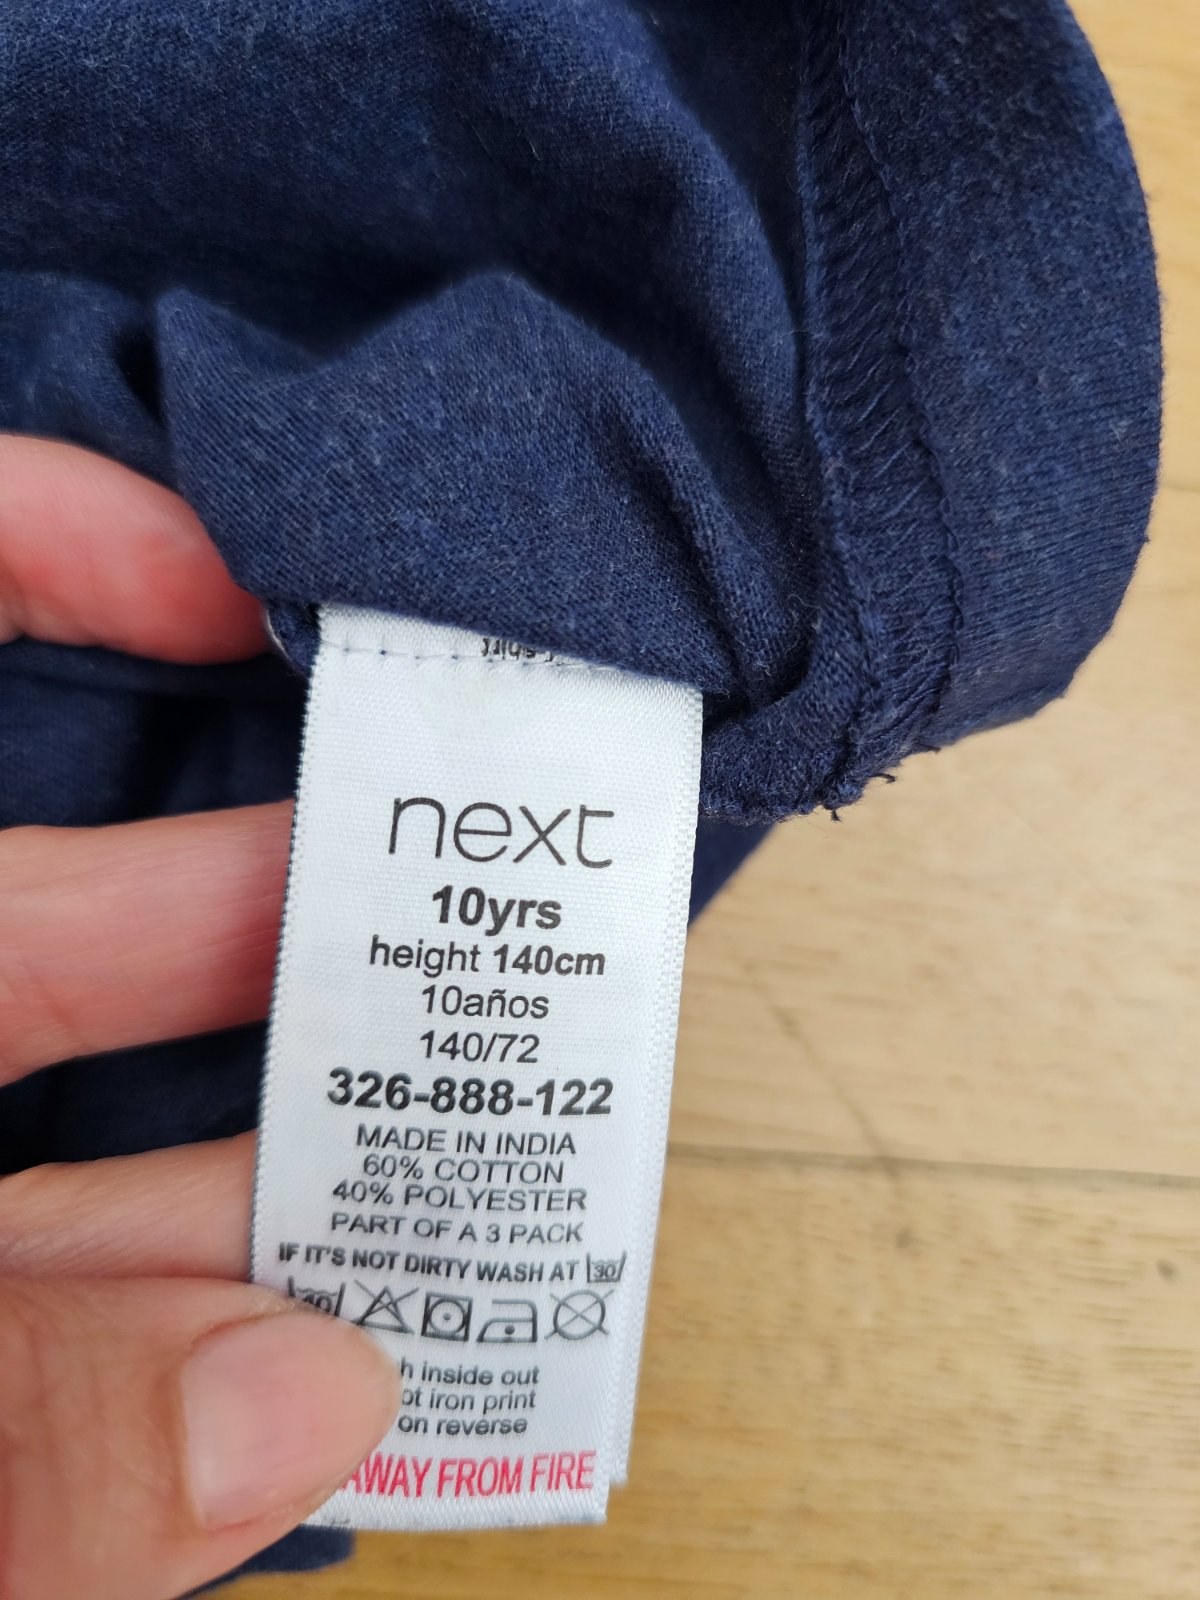 next
10yrs
height 140cm
10años
140/72
326-888-122
MADE IN INDIA
60% COTTON
40% POLYESTER
PART OF A 3 PACK
IF IT'S NOT DIRTY WASH AT 30
40
inside out
iron print
on reverse
AWAY FROM FIRE